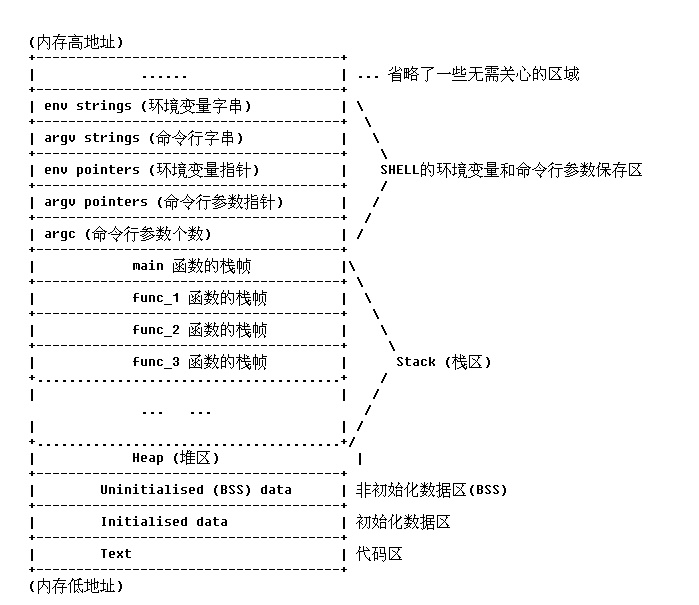 (内存高地址)
...... ... 省略了一些无需关心的区域
env strings (环境变量字串)
argv strings (命令行字串)
env pointers (环境变量指针) SHELL的环境变量和命令行参数保存区
argv pointers (命令行参数指针)
argc (命令行参数个数)
main 函数的栈帧
func_1 函数的栈帧
func_2 函数的栈帧
func_3 函数的栈帧 Stack (栈区)
... ...
Heap (堆区)
Uninitialised (BSS) data 非初始化数据区(BSS)
Initialised data 初始化数据区
Text 代码区
(内存低地址)